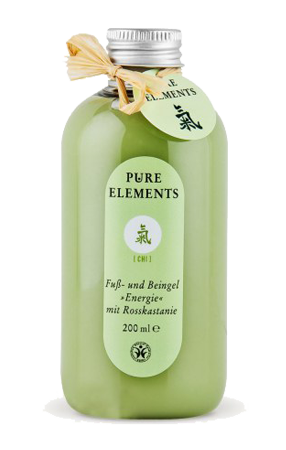 ELEMENTS
氣
PURE
ELEMENTS
氣
[CHI]
Fuß- und Beingel
»Energie«
mit Rosskastanie
200 ml ℮